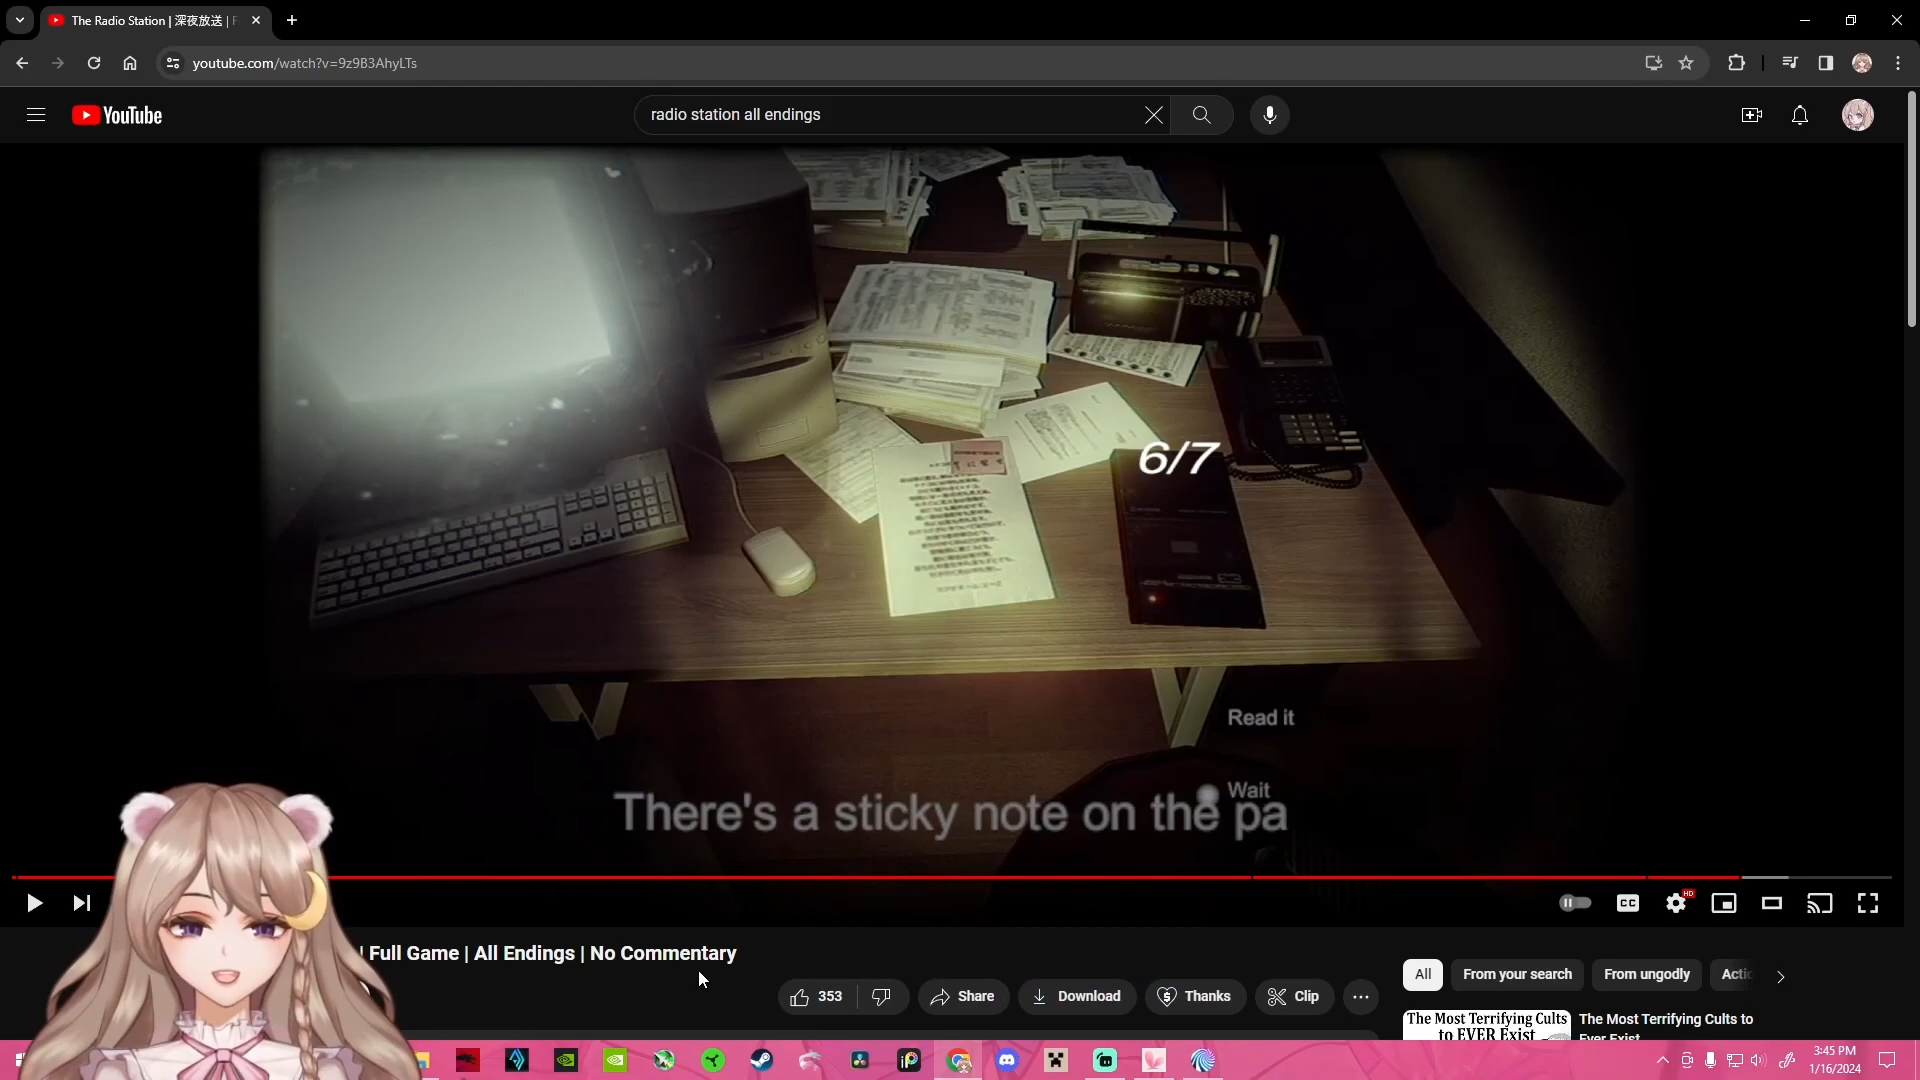 The Radio Station | 深夜放送 |
youtube.com/watch?v=9z9B3AhyLTs
YouTube
radio station all endings
6/7
Read it
Wait
There's a sticky note on the pa
HD
CC
| Full Game | All Endings | No Commentary
353
Share
Download
Thanks
Clip
All
From your search
From ungodly
The Most Terrifying Cults
to EVER Exist
The Most Terrifying Cults to
Ever Exist
3:45 PM
1/16/2024